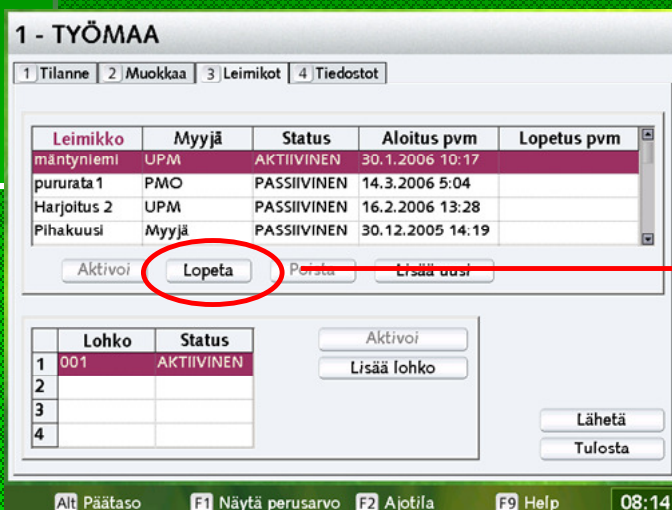 1 - TYÖMAA
1 Tilanne 2 Muokkaa 3 Leimikot 4 Tiedostot
Leimikko Myyjä Status Aloitus pvm Lopetus pvm
mäntyniemi UPM AKTIIVINEN 30.1.2006 10:17
pururata1 PMO PASSIIVINEN 14.3.2006 5:04
Harjoitus 2 UPM PASSIIVINEN 16.2.2006 13:28
Pihakuusi Myyjä PASSIIVINEN 30.12.2005 14:19
Aktivoi Lopeta Poista Lisää uusi
Lohko Status
1 001 AKTIIVINEN
2
3
4
Aktivoi
Lisää lohko
Lähetä
Tulosta
Alt Päätaso F1 Näytä perusarvo F2 Ajotila F9 Help 08:14